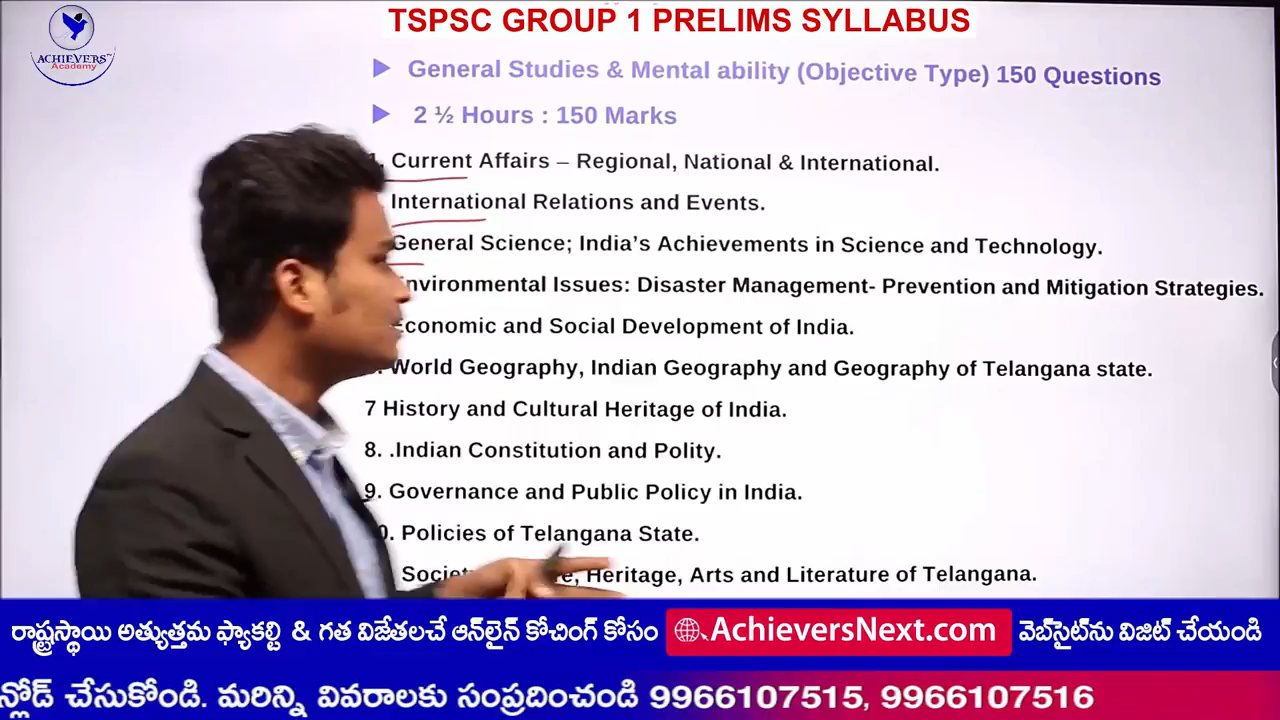 TSPSC GROUP 1 PRELIMS SYLLABUS
ACHIEVERS
Academy
General Studies & Mental ability (Objective Type) 150 Questions
2 ½ Hours : 150 Marks
Current Affairs – Regional, National & International.
International Relations and Events.
General Science; India’s Achievements in Science and Technology.
Environmental Issues: Disaster Management- Prevention and Mitigation Strategies.
Economic and Social Development of India.
World Geography, Indian Geography and Geography of Telangana state.
7 History and Cultural Heritage of India.
8. .Indian Constitution and Polity.
9. Governance and Public Policy in India.
0. Policies of Telangana State.
Heritage, Arts and Literature of Telangana.
రాష్ట్రస్థాయి అత్యుత్తమ ఫ్యాకల్టీ & గత విజేతలచే ఆన్‌లైన్ కోచింగ్ కోసం AchieversNext.com వెబ్‌సైట్‌ను విజిట్ చేయండి
న్లోడ్ చేసుకోండి. మరిన్ని వివరాలకు సంప్రదించండి 9966107515, 9966107516